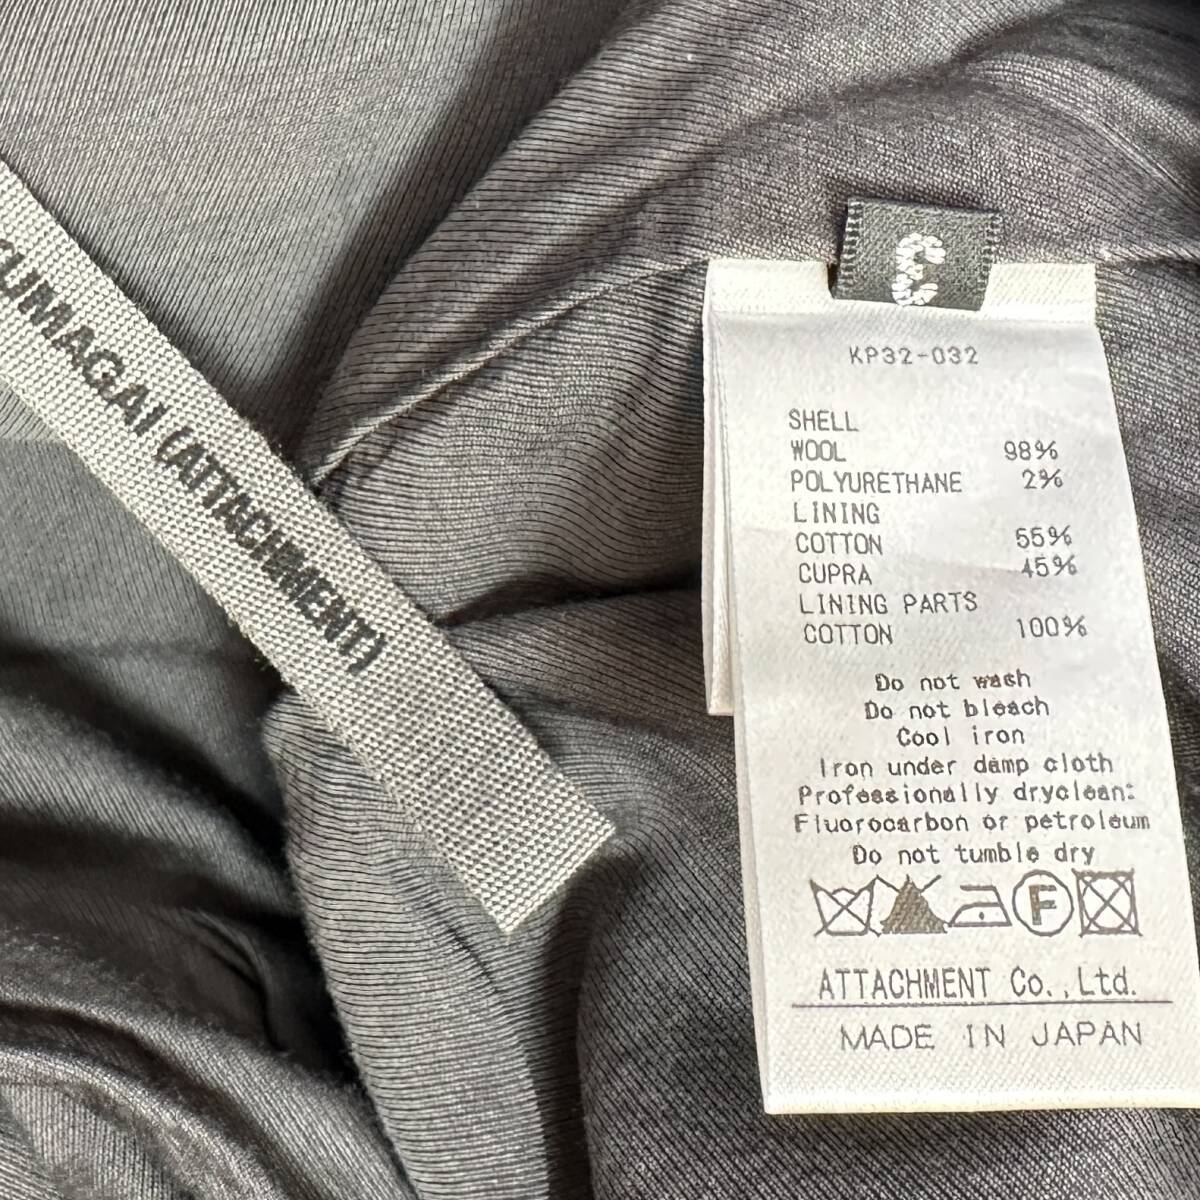 KUMAGAI (ATTACHMENT)
3
KP32-032
SHELL
WOOL 98%
POLYURETHANE 2%
LINING
COTTON 55%
CUPRA 45%
LINING PARTS
COTTON 100%
Do not wash
Do not bleach
Cool iron
Iron under damp cloth
Professionally dryclean:
Fluorocarbon or petroleum
Do not tumble dry
F
ATTACHMENT Co.,Ltd.
MADE IN JAPAN